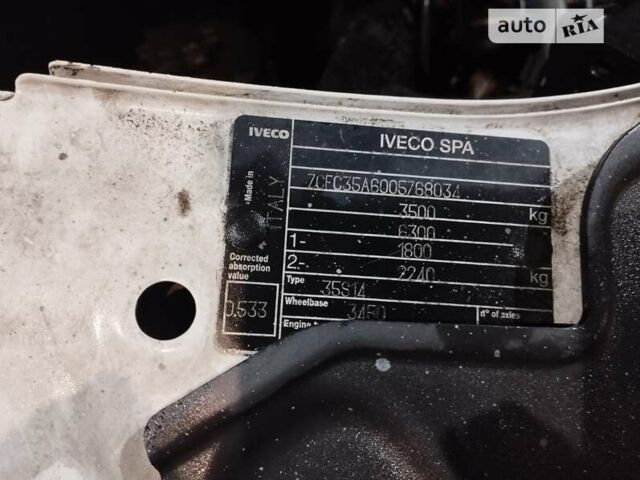 auto RIA
IVECO IVECO SPA
Made in ITALY
ZCFC35A6005768034
3500 kg
6300
1- 1800
2.- 2240 kg
Corrected absorption value
0.533
Type 35S14
Wheelbase 3450 n° of axles
Engine